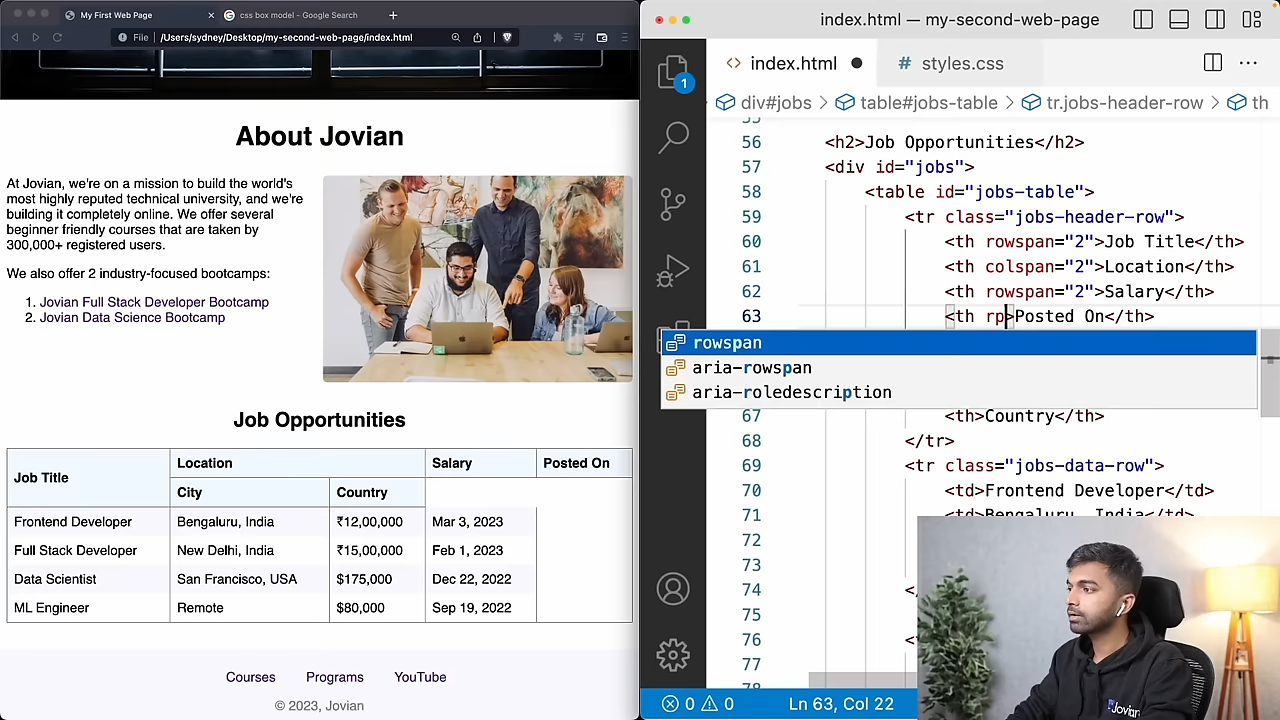 My First Web Page
css box model - Google Search
File
/Users/sydney/Desktop/my-second-web-page/index.html
About Jovian
At Jovian, we're on a mission to build the world's
most highly reputed technical university, and we're
building it completely online. We offer several
beginner friendly courses that are taken by
300,000+ registered users.
We also offer 2 industry-focused bootcamps:
1. Jovian Full Stack Developer Bootcamp
2. Jovian Data Science Bootcamp
Job Opportunities
Job Title Location Salary Posted On
City Country
Frontend Developer Bengaluru, India ₹12,00,000 Mar 3, 2023
Full Stack Developer New Delhi, India ₹15,00,000 Feb 1, 2023
Data Scientist San Francisco, USA $175,000 Dec 22, 2022
ML Engineer Remote $80,000 Sep 19, 2022
Courses Programs YouTube
© 2023, Jovian
index.html — my-second-web-page
1
<> index.html
# styles.css
div#jobs > table#jobs-table > tr.jobs-header-row > th
55
56 <h2>Job Opportunities</h2>
57 <div id="jobs">
58 <table id="jobs-table">
59 <tr class="jobs-header-row">
60 <th rowspan="2">Job Title</th>
61 <th colspan="2">Location</th>
62 <th rowspan="2">Salary</th>
63 <th rp>Posted On</th>
rowspan
aria-rowspan
aria-roledescription
67 <th>Country</th>
68 </tr>
69 <tr class="jobs-data-row">
70 <td>Frontend Developer</td>
71 <td>Bengaluru, India</td>
72
73
74 </
75
76 <t
77
78
0 0 Ln 63, Col 22
Jovian